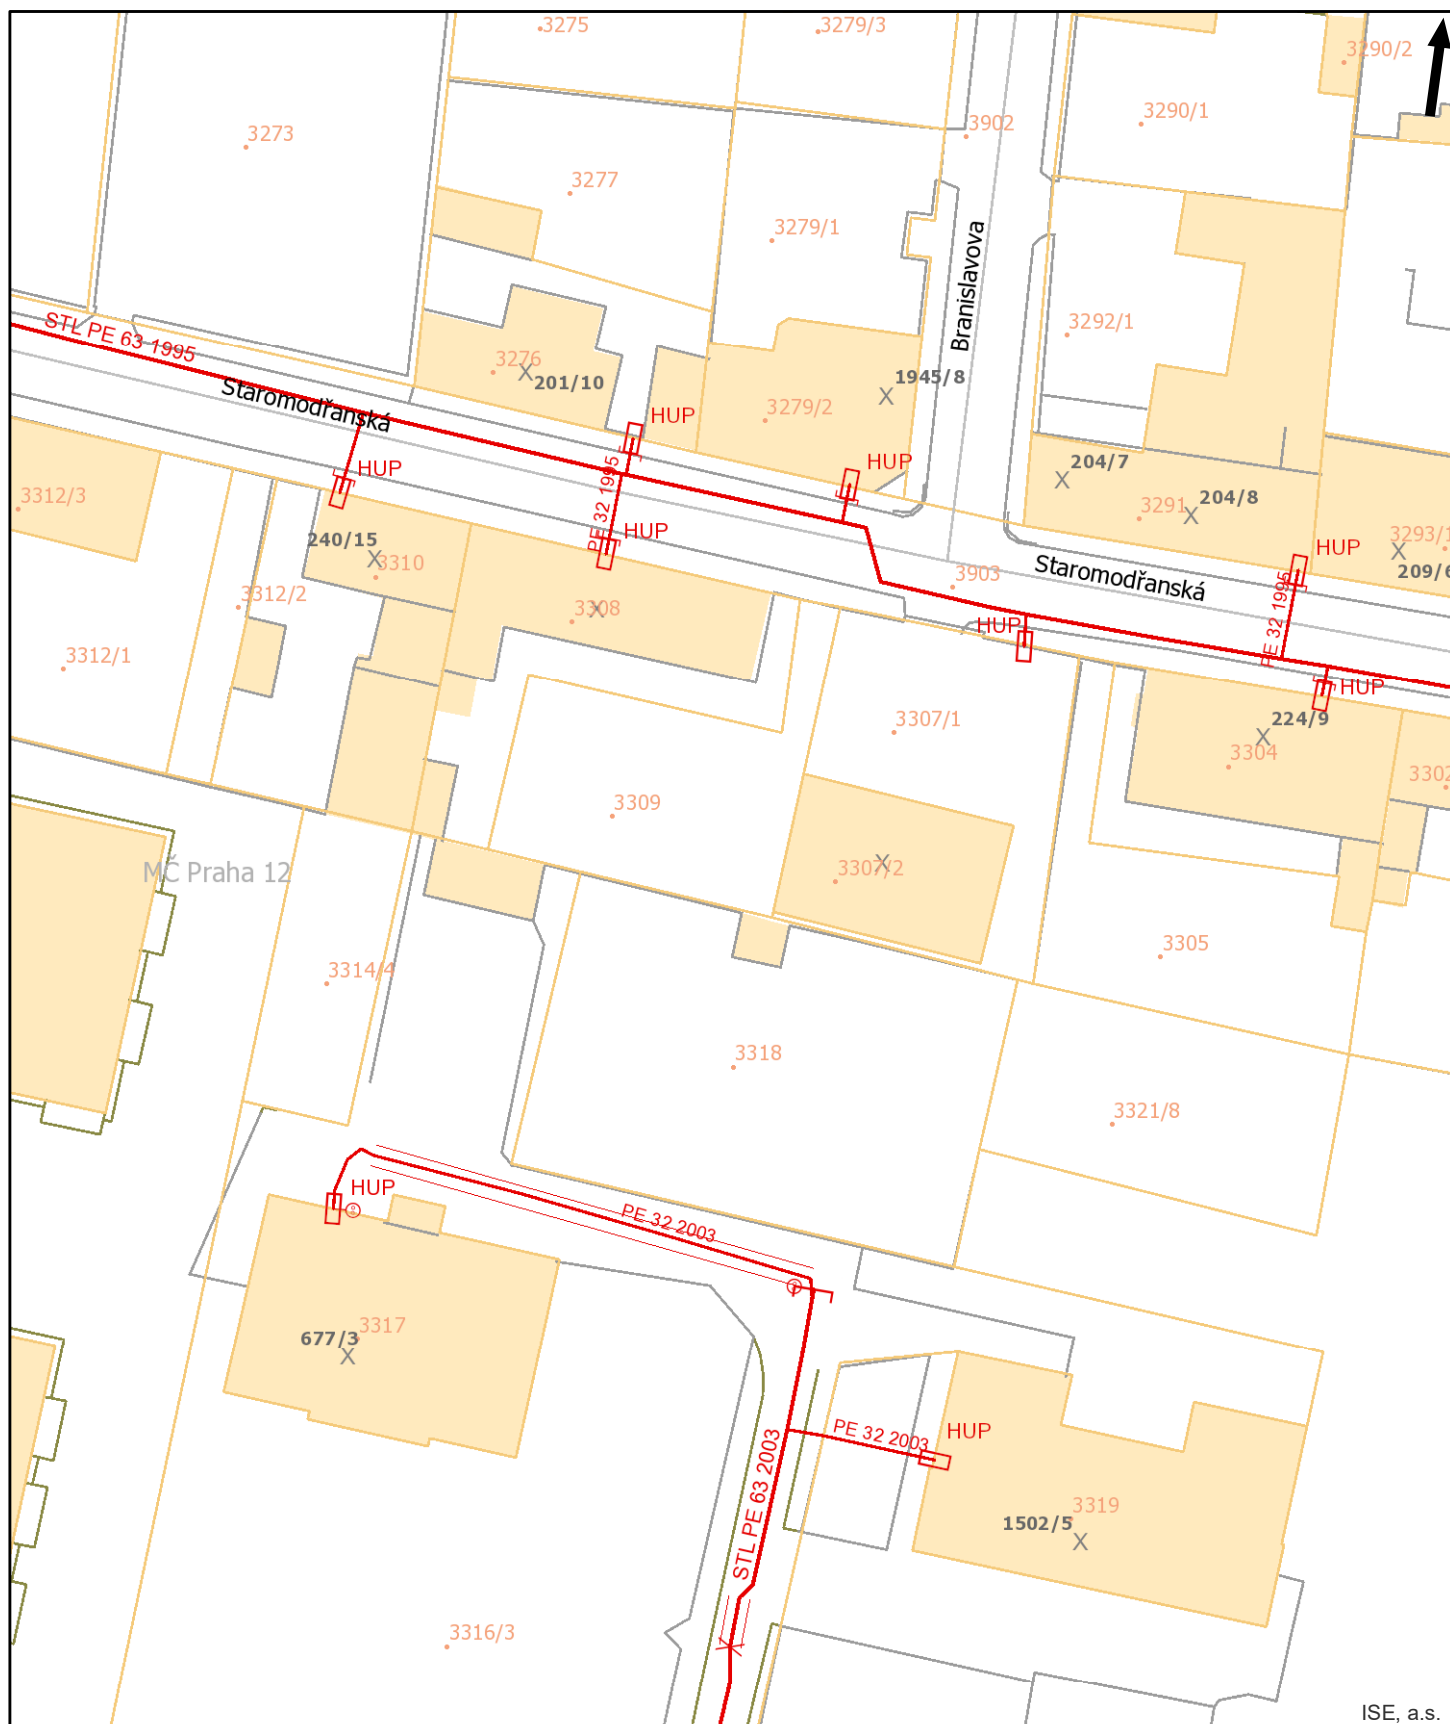 3275
3279/3
3290/2
3273
3902
3290/1
3277
3279/1
Branislavova
3292/1
STL PE 63 1995
3276
201/10
1945/8
Staromodřanská
HUP
3279/2
HUP
204/7
HUP
3312/3
PE 32 1995
204/8
3291
240/15
HUP
3293/1
HUP
3310
3903
Staromodřanská
209/6
3312/2
3308
HUP
PE 32 1995
3312/1
HUP
3307/1
224/9
3304
3302
3309
MČ Praha 12
3307/2
3305
3314/4
3318
3321/8
HUP
PE 32 2003
3317
677/3
PE 32 2003
HUP
STL PE 63 2003
3319
1502/5
3316/3
ISE, a.s.